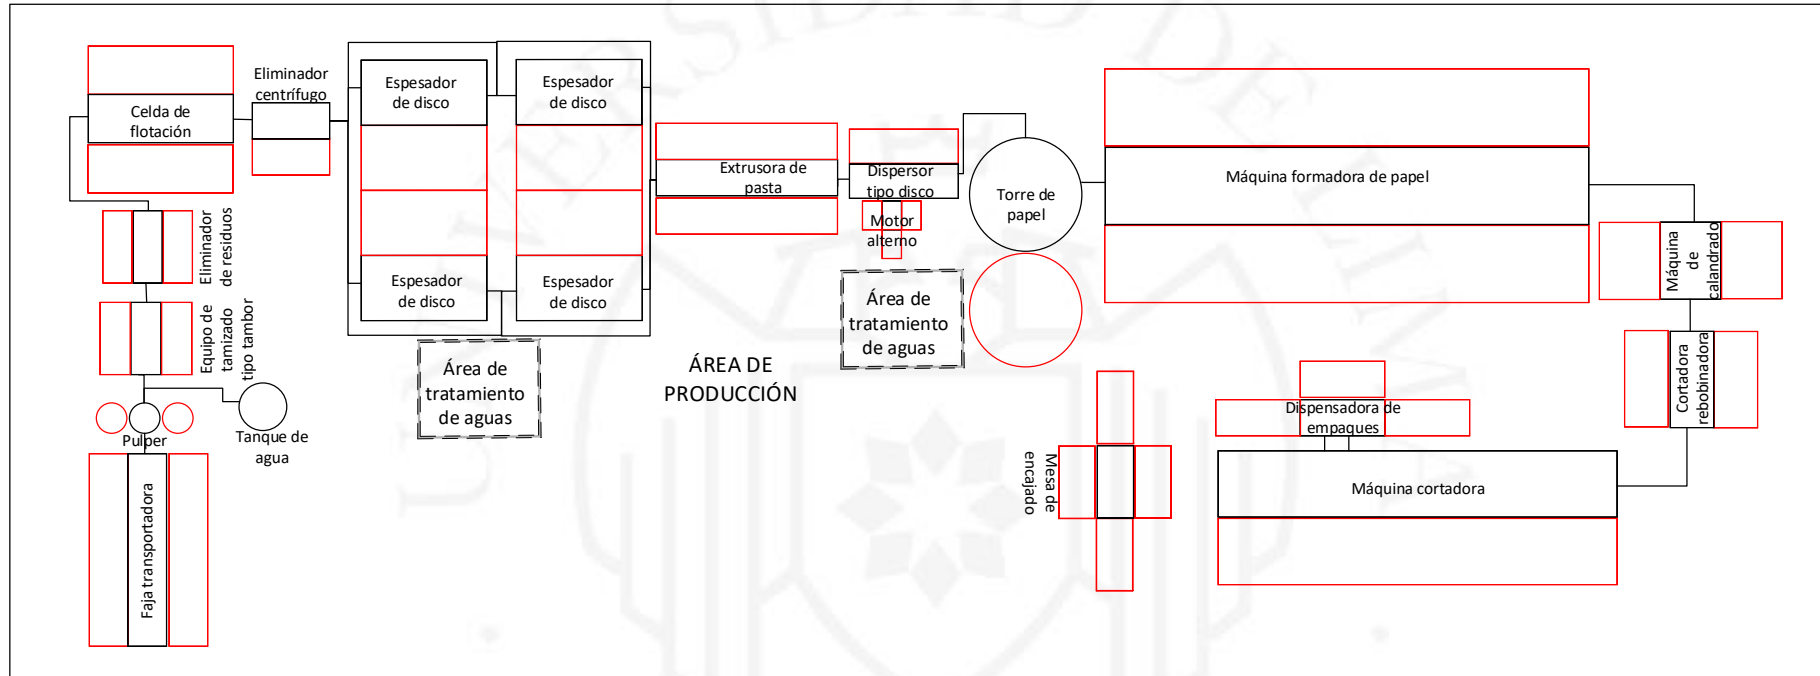 Celda de
flotación
Eliminador
centrífugo
Espesador
de disco
Espesador
de disco
Espesador
de disco
Espesador
de disco
Extrusora de
pasta
Dispersor
tipo disco
Motor
alterno
Torre de
papel
Máquina formadora de papel
Máquina
de
calandrado
Cortadora
rebobinadora
Eliminador
de residuos
Equipo de
tamizado
tipo tambor
Pulper
Tanque de
agua
Faja transportadora
Área de
tratamiento
de aguas
ÁREA DE
PRODUCCIÓN
Área de
tratamiento
de aguas
Mesa de
encajado
Dispensadora de
empaques
Máquina cortadora
UNIVERSIDAD DE LIMA